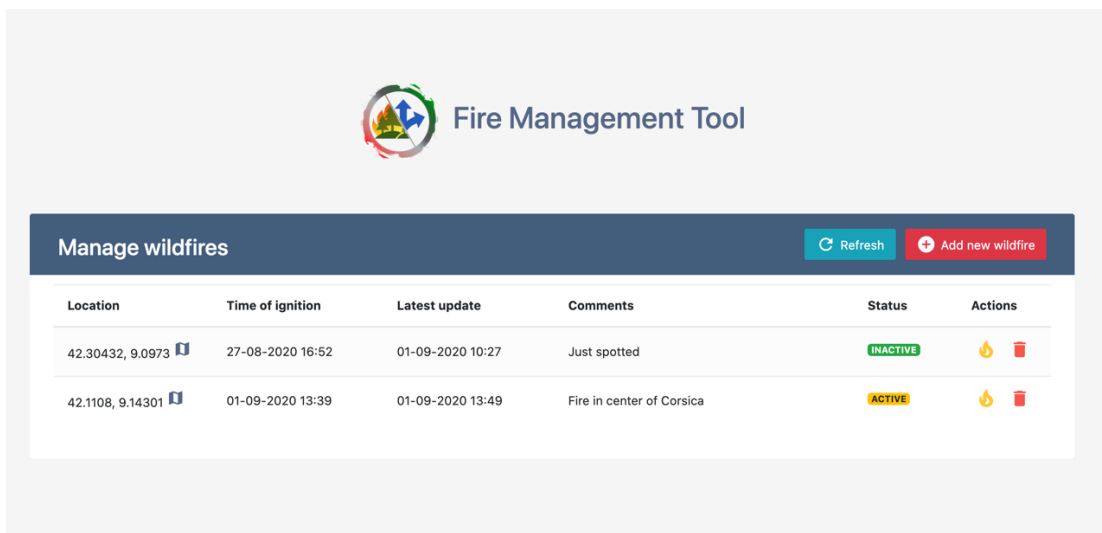 Fire Management Tool
Manage wildfires Refresh Add new wildfire
Location Time of ignition Latest update Comments Status Actions
42.30432, 9.0973 27-08-2020 16:52 01-09-2020 10:27 Just spotted INACTIVE
42.1108, 9.14301 01-09-2020 13:39 01-09-2020 13:49 Fire in center of Corsica ACTIVE